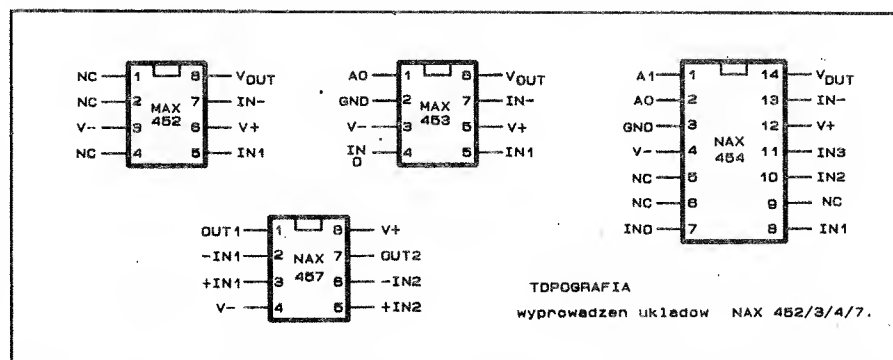 NC 1 8 VOUT
NC 2 7 IN-
V- 3 6 V+
NC 4 5 IN1
MAX
452
A0 1 8 VOUT
GND 2 7 IN-
V- 3 5 V+
IN 4 5 IN1
0
MAX
453
A1 1 14 VOUT
A0 2 13 IN-
GND 3 12 V+
V- 4 11 IN3
NC 5 10 IN2
NC 6 9 NC
IN0 7 8 IN1
NAX
454
OUT1 1 8 V+
-IN1 2 7 OUT2
+IN1 3 6 -IN2
V- 4 5 +IN2
NAX
457
TOPOGRAFIA
wyprowadzen ukladow NAX 452/3/4/7.